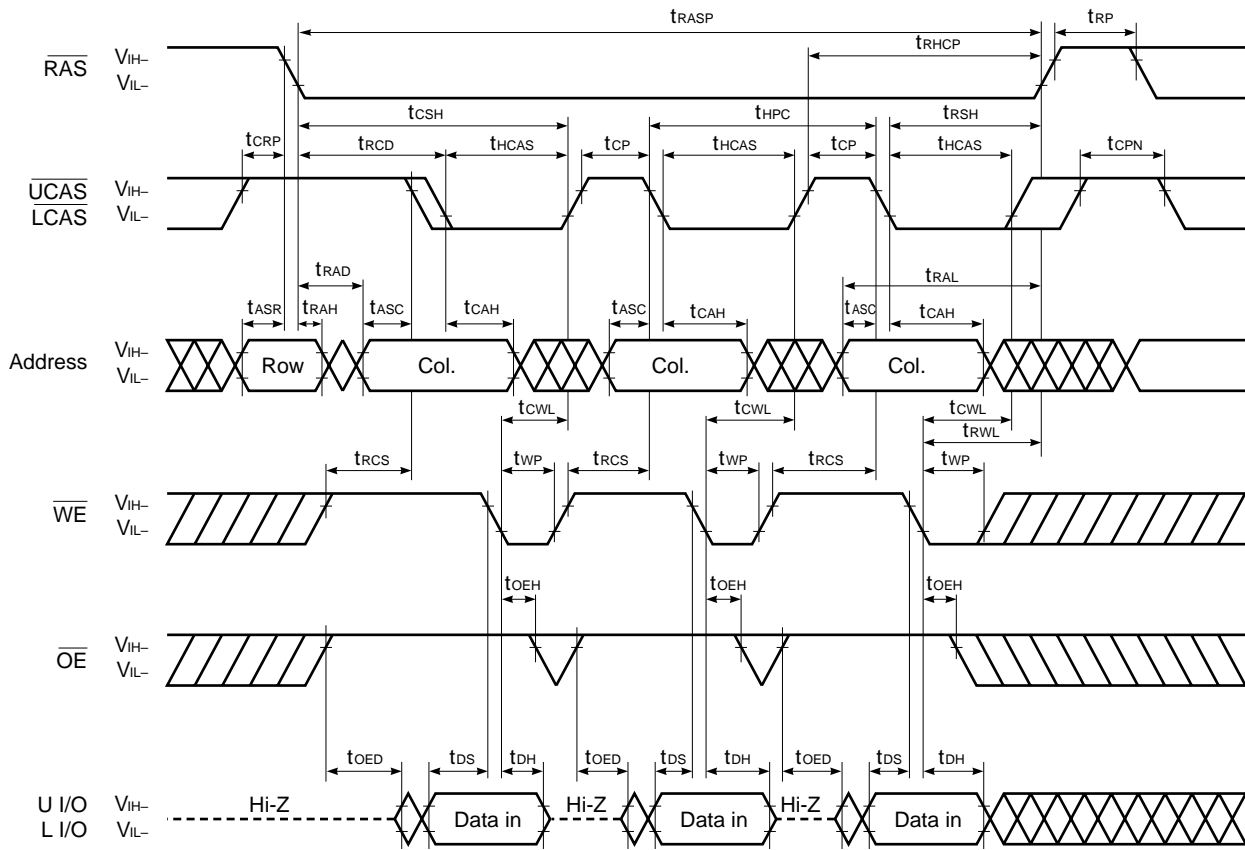 tRASP
tRP
tRHCP
RAS
VIH–
VIL–
tCSH
tHPC
tRSH
tCRP
tRCD
tHCAS
tCP
tHCAS
tCP
tHCAS
tCPN
UCAS
LCAS
VIH–
VIL–
tRAD
tRAL
tASR
tRAH
tASC
tCAH
tASC
tCAH
tASC
tCAH
Address
VIH–
VIL–
Row
Col.
Col.
Col.
tCWL
tCWL
tCWL
tRWL
tRCS
tWP
tRCS
tWP
tRCS
tWP
WE
VIH–
VIL–
tOEH
tOEH
tOEH
OE
VIH–
VIL–
tOED
tDS
tDH
tOED
tDS
tDH
tOED
tDS
tDH
U I/O
L I/O
VIH–
VIL–
Hi-Z
Data in
Hi-Z
Data in
Hi-Z
Data in